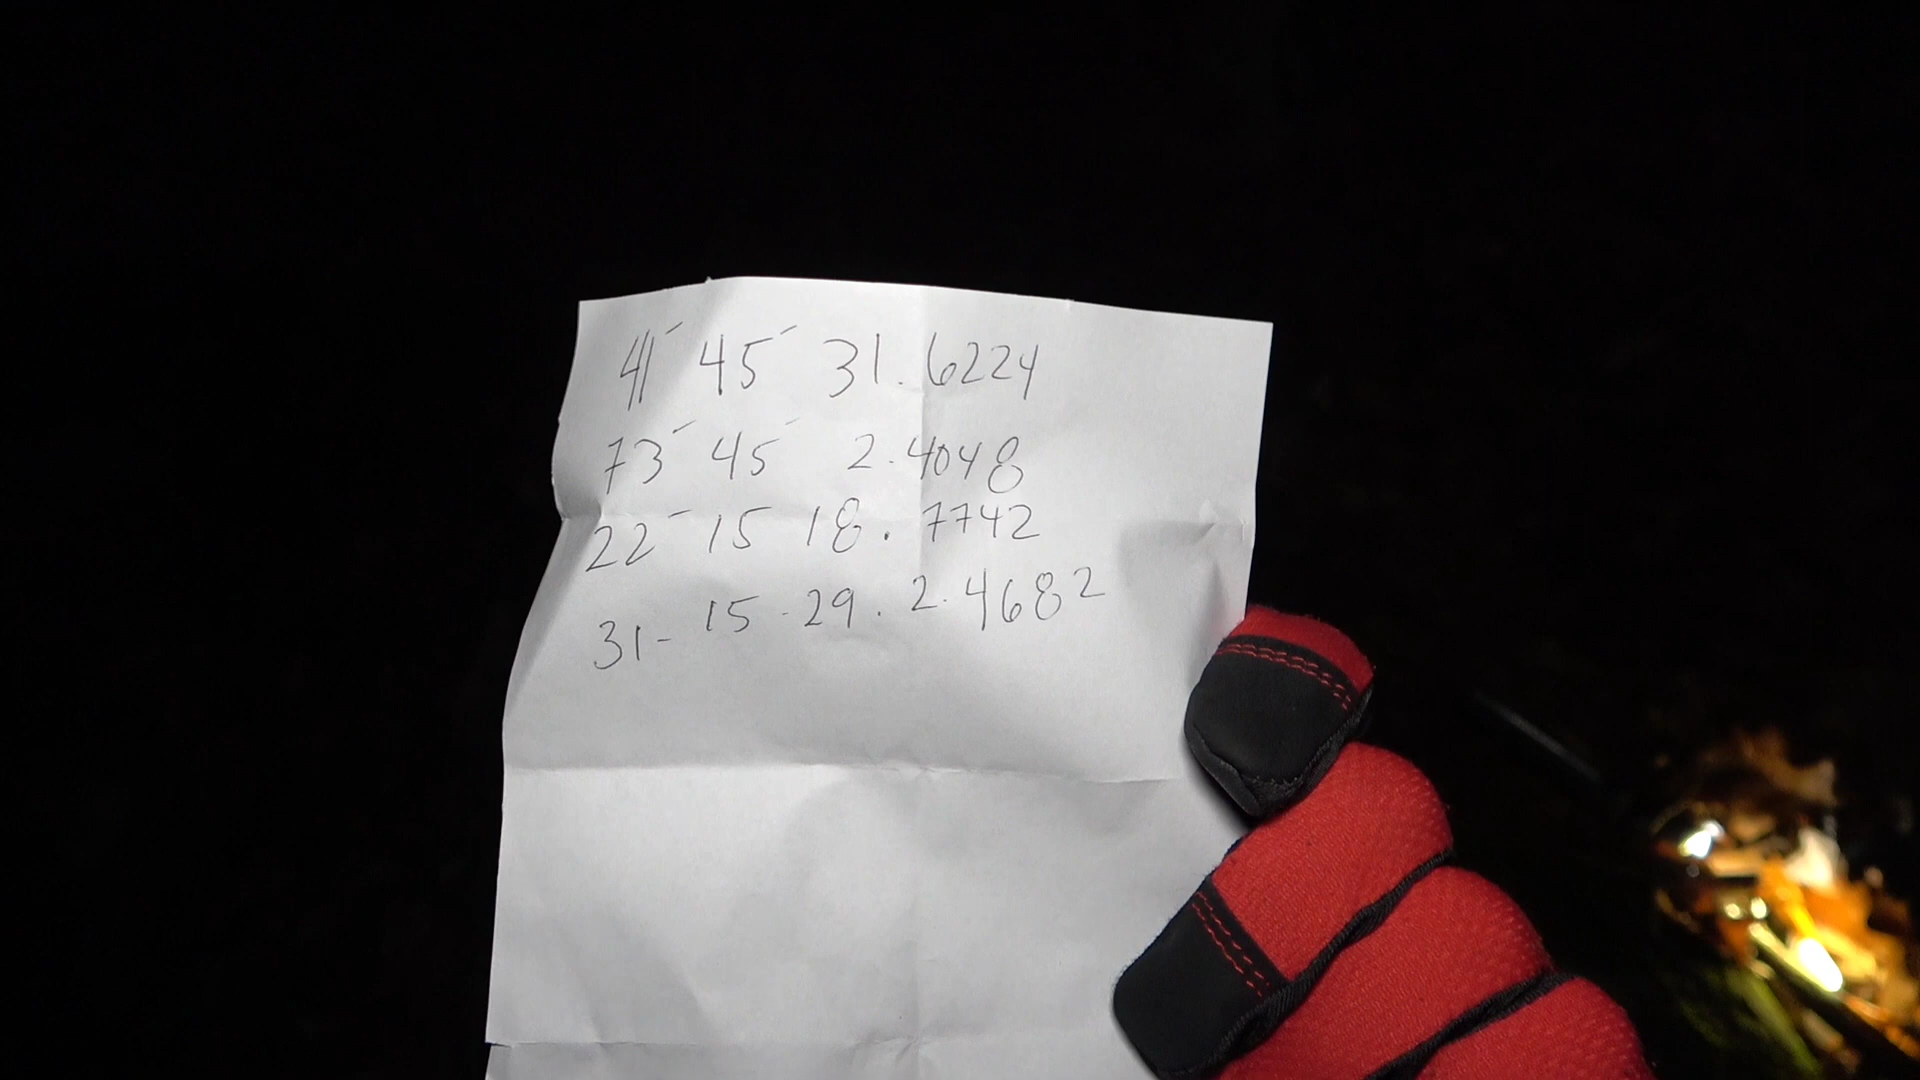 41- 45- 31.6224
73- 45- 2.4048
22- 15 18.7742
31- 15-29.2.4682